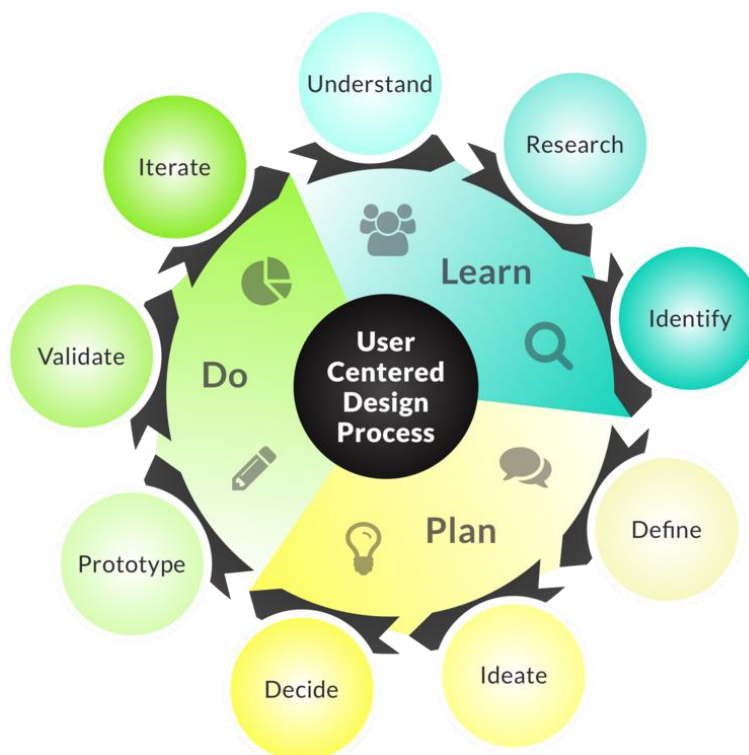 User
Centered
Design
Process
Learn
Understand
Research
Identify
Plan
Define
Ideate
Decide
Do
Prototype
Validate
Iterate